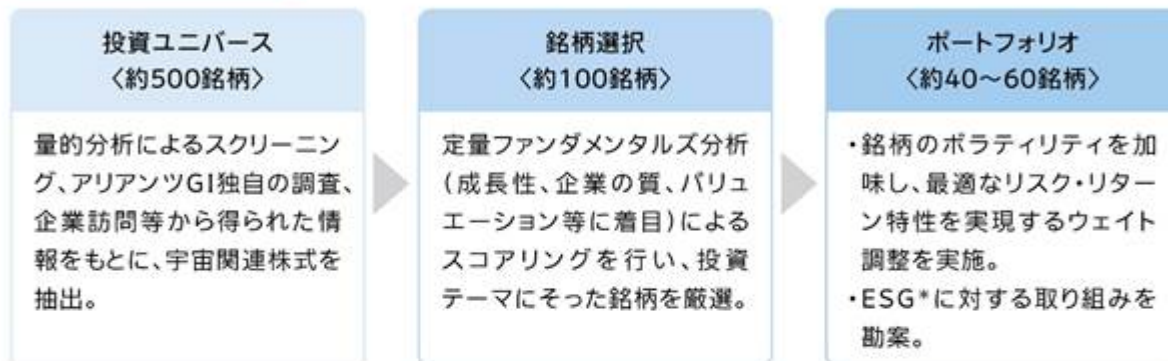 投資ユニバース
〈約500銘柄〉
量的分析によるスクリーニン
グ、アリアンツGI独自の調査、
企業訪問等から得られた情
報をもとに、宇宙関連株式を
抽出。
銘柄選択
〈約100銘柄〉
定量ファンダメンタルズ分析
(成長性、企業の質、バリュ
エーション等に着目)による
スコアリングを行い、投資
テーマにそった銘柄を厳選。
ポートフォリオ
〈約40〜60銘柄〉
・銘柄のボラティリティを加
味し、最適なリスク・リター
ン特性を実現するウェイト
調整を実施。
・ESG*に対する取り組みを
勘案。